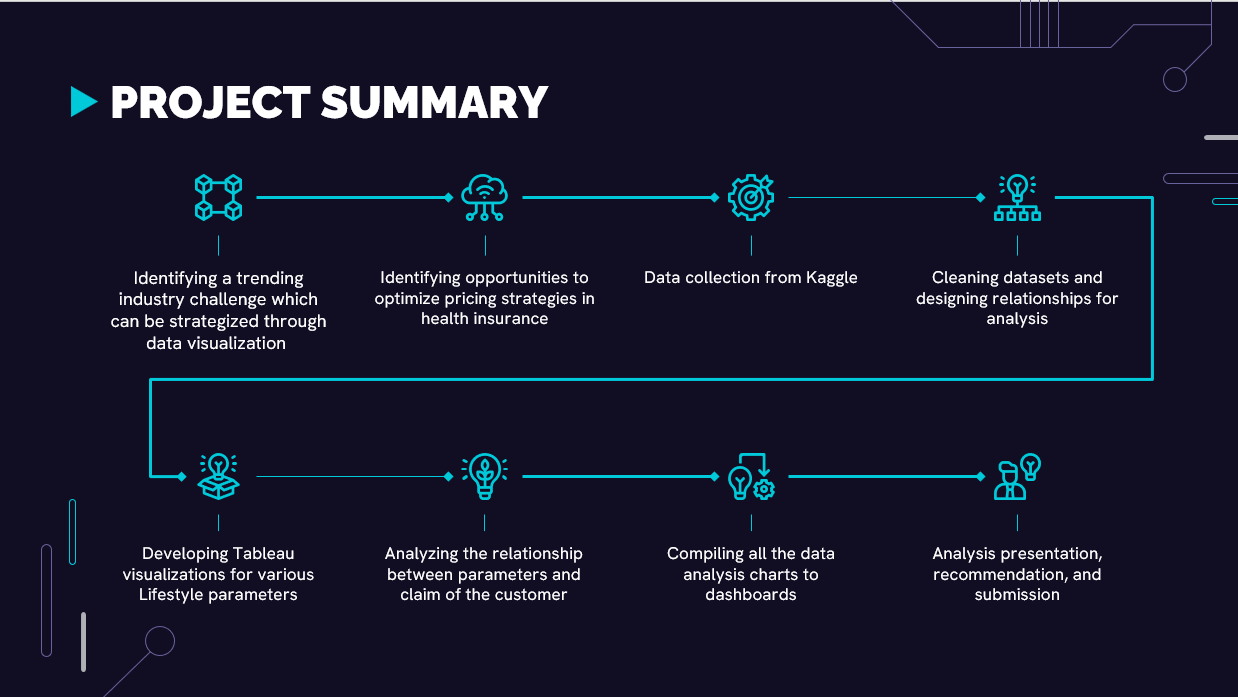 PROJECT SUMMARY
Identifying a trending
industry challenge which
can be strategized through
data visualization
Identifying opportunities to
optimize pricing strategies in
health insurance
Data collection from Kaggle
Cleaning datasets and
designing relationships for
analysis
Developing Tableau
visualizations for various
Lifestyle parameters
Analyzing the relationship
between parameters and
claim of the customer
Compiling all the data
analysis charts to
dashboards
Analysis presentation,
recommendation, and
submission